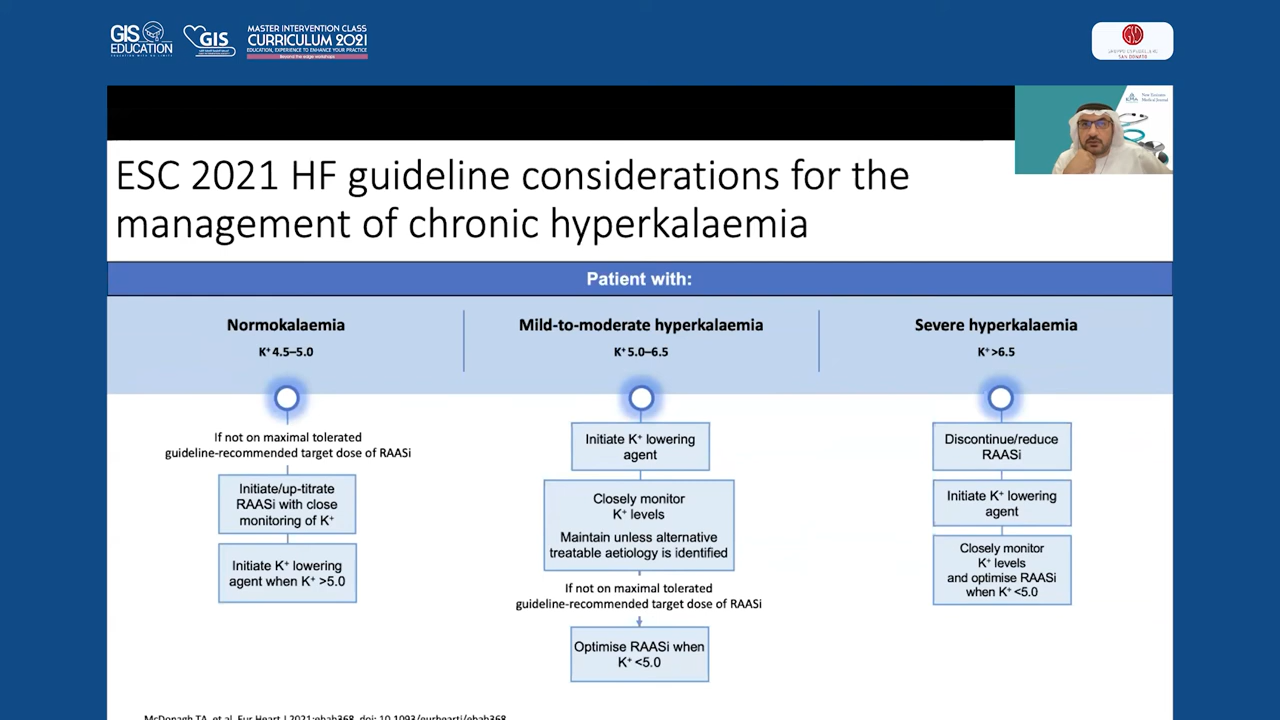 GIS
EDUCATION
GIS
MASTER INTERVENTION CLASS
CURRICULUM 2021
EDUCATION, EXPERIENCE TO ENHANCE YOUR PRACTICE
Beyond the edge workshops
SAN DONATO
ESC 2021 HF guideline considerations for the
management of chronic hyperkalaemia
Patient with:
Normokalaemia
K⁺ 4.5–5.0
If not on maximal tolerated
guideline-recommended target dose of RAASi
Initiate/up-titrate
RAASi with close
monitoring of K⁺
Initiate K⁺ lowering
agent when K⁺ >5.0
Mild-to-moderate hyperkalaemia
K⁺ 5.0–6.5
Initiate K⁺ lowering
agent
Closely monitor
K⁺ levels
Maintain unless alternative
treatable aetiology is identified
If not on maximal tolerated
guideline-recommended target dose of RAASi
Optimise RAASi when
K⁺ <5.0
Severe hyperkalaemia
K⁺ >6.5
Discontinue/reduce
RAASi
Initiate K⁺ lowering
agent
Closely monitor
K⁺ levels
and optimise RAASi
when K⁺ <5.0
McDonagh TA, et al. Eur Heart J 2021;ehab368. doi: 10.1093/eurheartj/ehab368